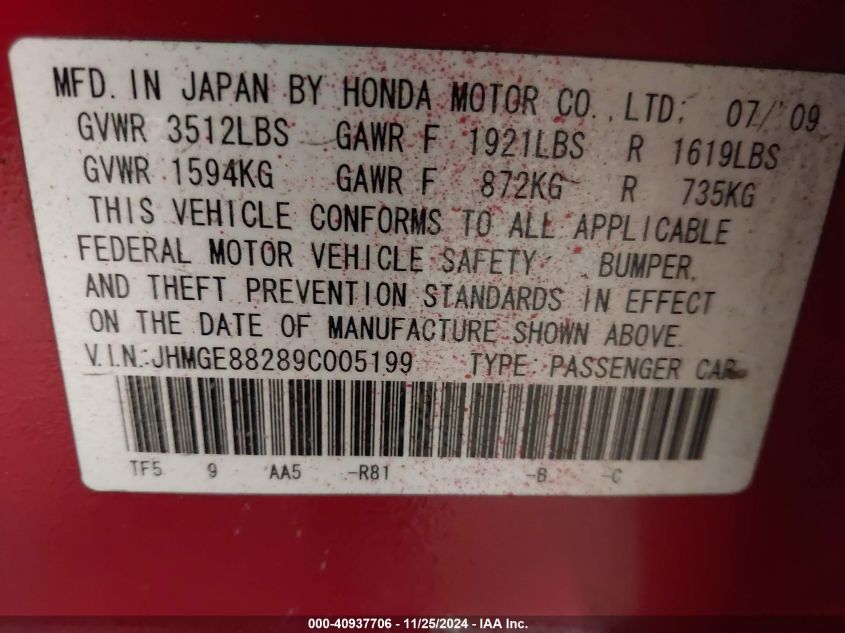 MFD. IN JAPAN BY HONDA MOTOR CO., LTD. 07/'09
GVWR 3512LBS GAWR F 1921LBS R 1619LBS
GVWR 1594KG GAWR F 872KG R 735KG
THIS VEHICLE CONFORMS TO ALL APPLICABLE
FEDERAL MOTOR VEHICLE SAFETY, BUMPER,
AND THEFT PREVENTION STANDARDS IN EFFECT
ON THE DATE OF MANUFACTURE SHOWN ABOVE.
V.I.N.:JHMGE88289C005199 TYPE: PASSENGER CAR
TF5 9 AA5 -R81 -B -C
000-40937706 - 11/25/2024 - IAA Inc.